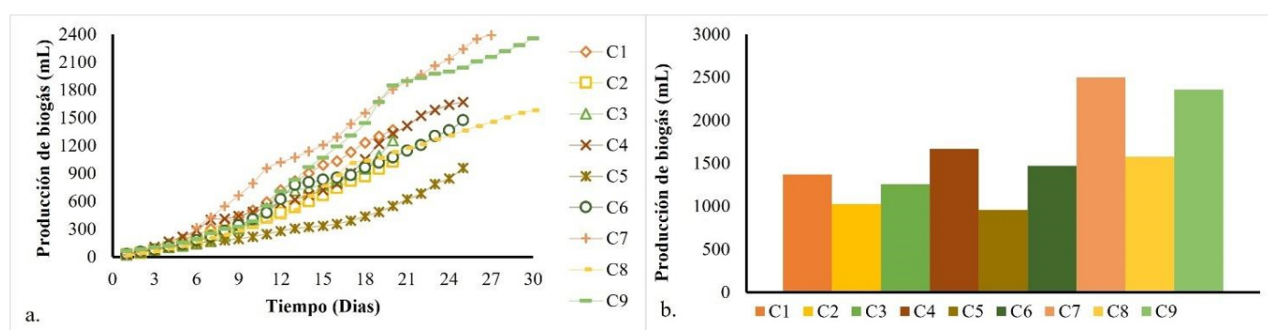 Producción de biogás (mL)
2400
2100
1800
1500
1200
900
600
300
0
0 3 6 9 12 15 18 21 24 27 30
Tiempo (Dias)
a.
C1
C2
C3
C4
C5
C6
C7
C8
C9
Producción de biogás (mL)
3000
2500
2000
1500
1000
500
0
C1 C2 C3 C4 C5 C6 C7 C8 C9
b.